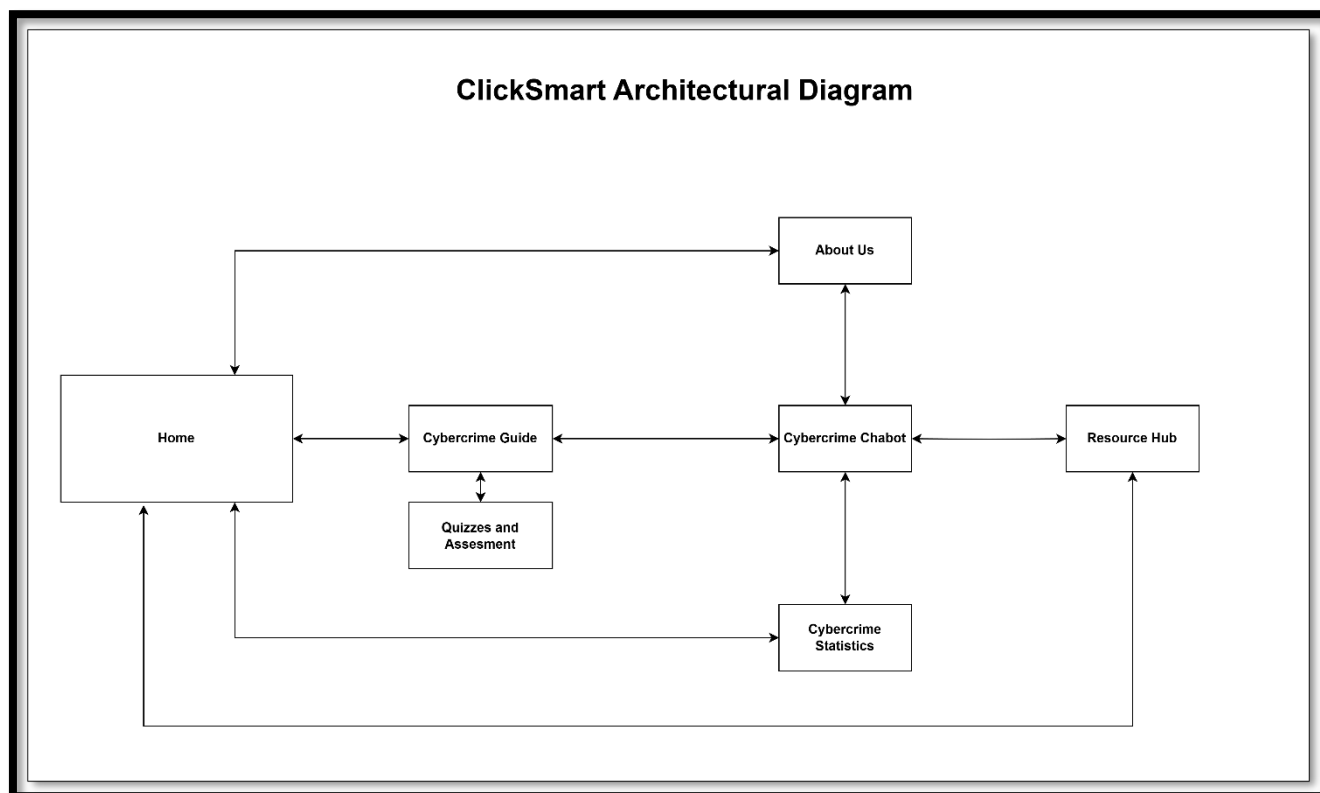 ClickSmart Architectural Diagram
About Us
Home
Cybercrime Guide
Cybercrime Chabot
Resource Hub
Quizzes and
Assesment
Cybercrime
Statistics